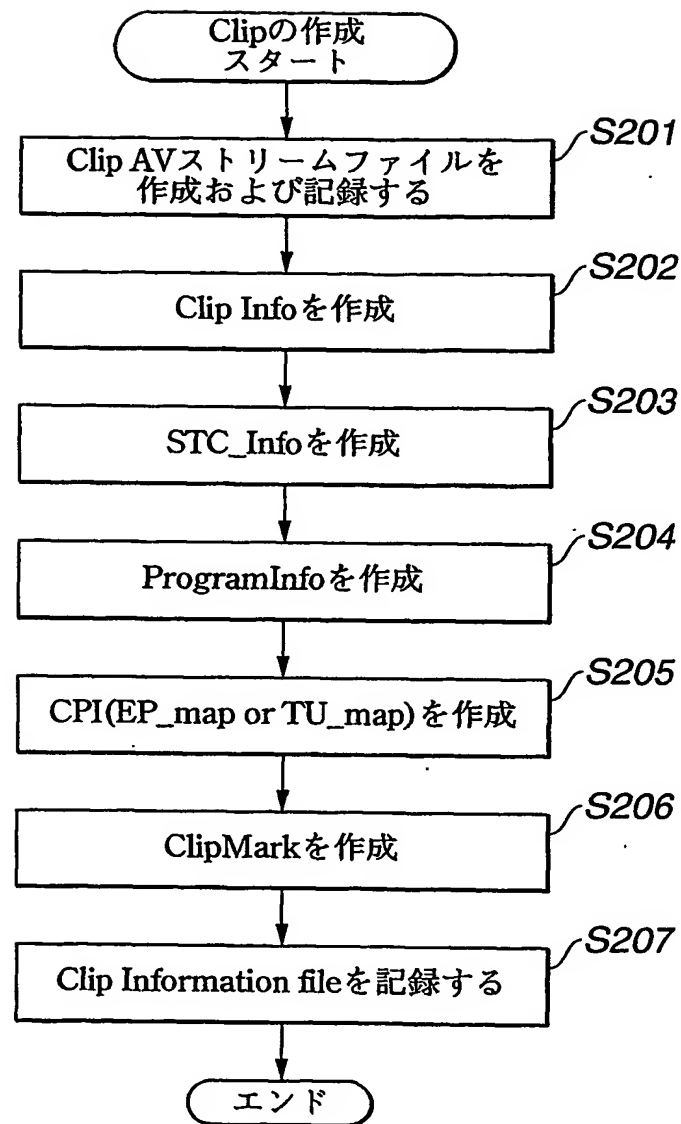 Clipの作成
スタート
S201
Clip AVストリームファイルを
作成および記録する
S202
Clip Infoを作成
S203
STC_Infoを作成
S204
ProgramInfoを作成
S205
CPI(EP_map or TU_map)を作成
S206
ClipMarkを作成
S207
Clip Information fileを記録する
エンド